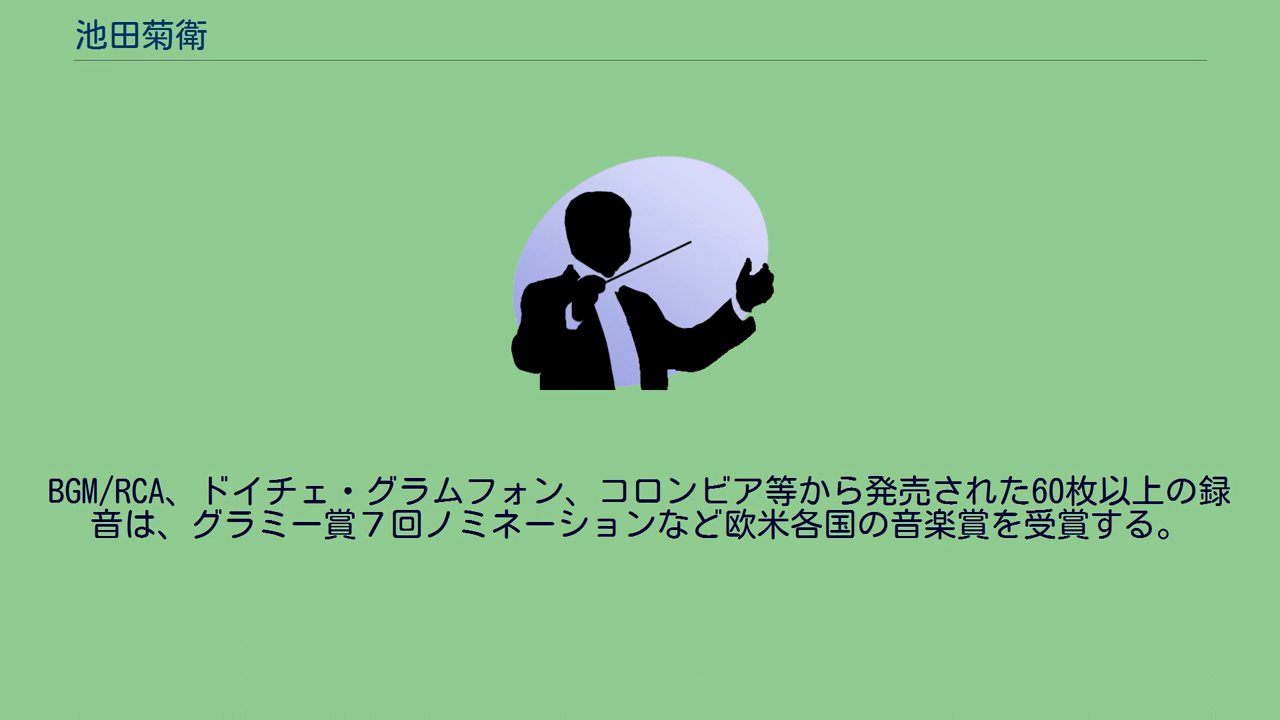 池田菊衛
BGM/RCA、ドイチェ・グラムフォン、コロンビア等から発売された60枚以上の録
音は、グラミー賞７回ノミネーションなど欧米各国の音楽賞を受賞する。